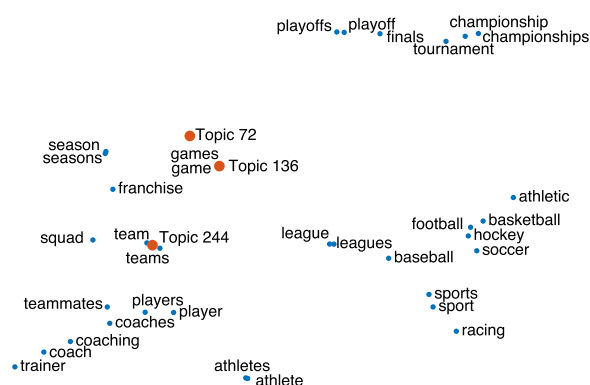 championship
playoffs
playoff
finals
championships
tournament
Topic 72
season
seasons
games
game
Topic 136
franchise
athletic
football
basketball
hockey
soccer
squad
team
Topic 244
teams
league
leagues
baseball
sports
sport
racing
teammates
players
player
coaches
coaching
coach
trainer
athletes
athlete